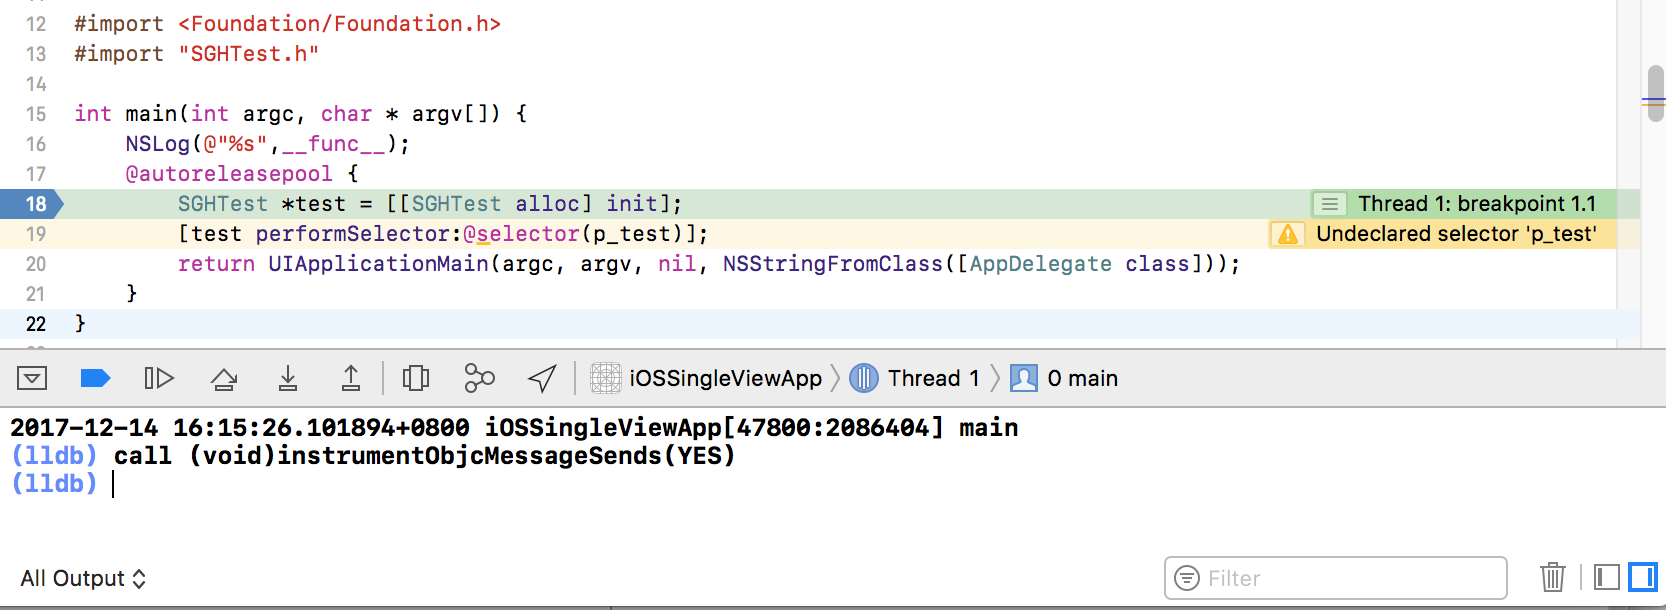 12 #import <Foundation/Foundation.h>
13 #import "SGHTest.h"
14
15 int main(int argc, char * argv[]) {
16 NSLog(@"%s",__func__);
17 @autoreleasepool {
18 SGHTest *test = [[SGHTest alloc] init]; Thread 1: breakpoint 1.1
19 [test performSelector:@selector(p_test)]; Undeclared selector 'p_test'
20 return UIApplicationMain(argc, argv, nil, NSStringFromClass([AppDelegate class]));
21 }
22 }
iOSSingleViewApp Thread 1 0 main
2017-12-14 16:15:26.101894+0800 iOSSingleViewApp[47800:2086404] main
(lldb) call (void)instrumentObjcMessageSends(YES)
(lldb)
All Output Filter